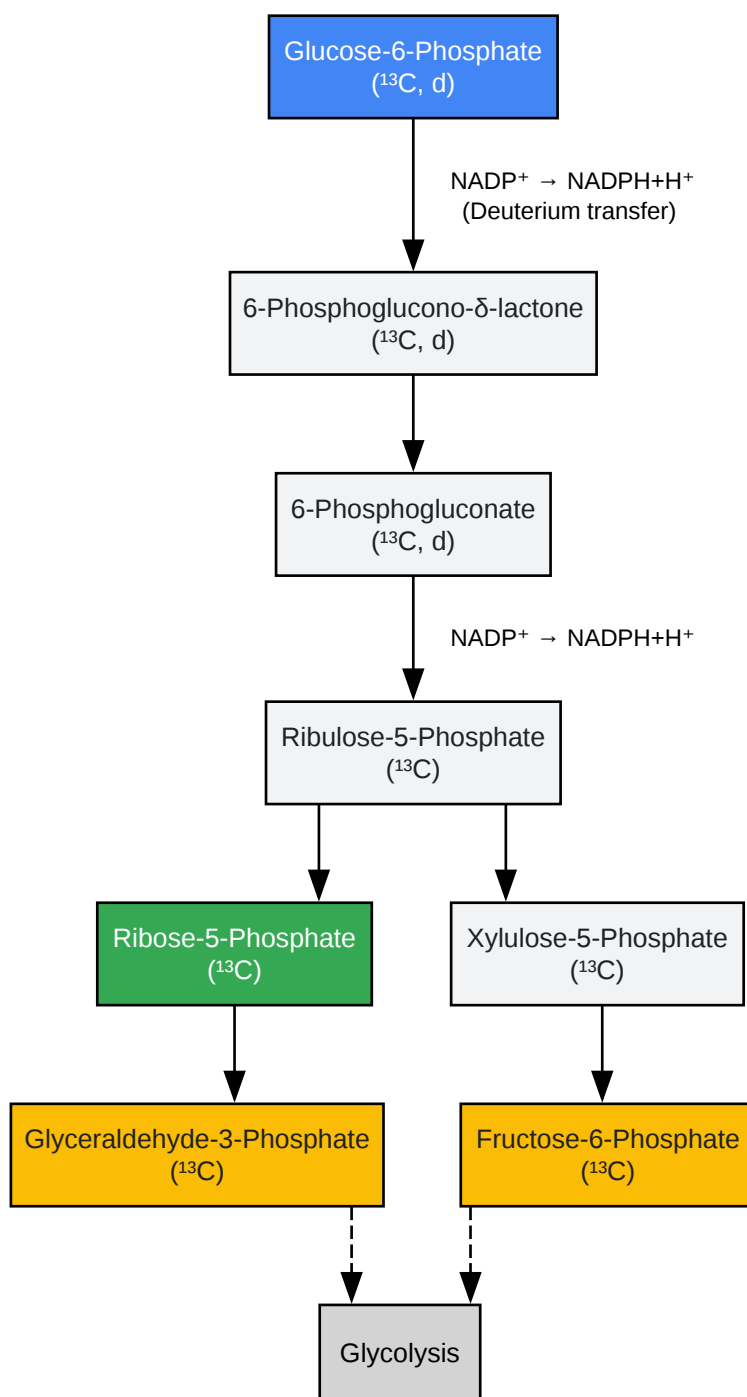 Glucose-6-Phosphate
(¹³C, d)
NADP⁺ → NADPH+H⁺
(Deuterium transfer)
6-Phosphoglucono-δ-lactone
(¹³C, d)
6-Phosphogluconate
(¹³C, d)
NADP⁺ → NADPH+H⁺
Ribulose-5-Phosphate
(¹³C)
Ribose-5-Phosphate
(¹³C)
Xylulose-5-Phosphate
(¹³C)
Glyceraldehyde-3-Phosphate
(¹³C)
Fructose-6-Phosphate
(¹³C)
Glycolysis